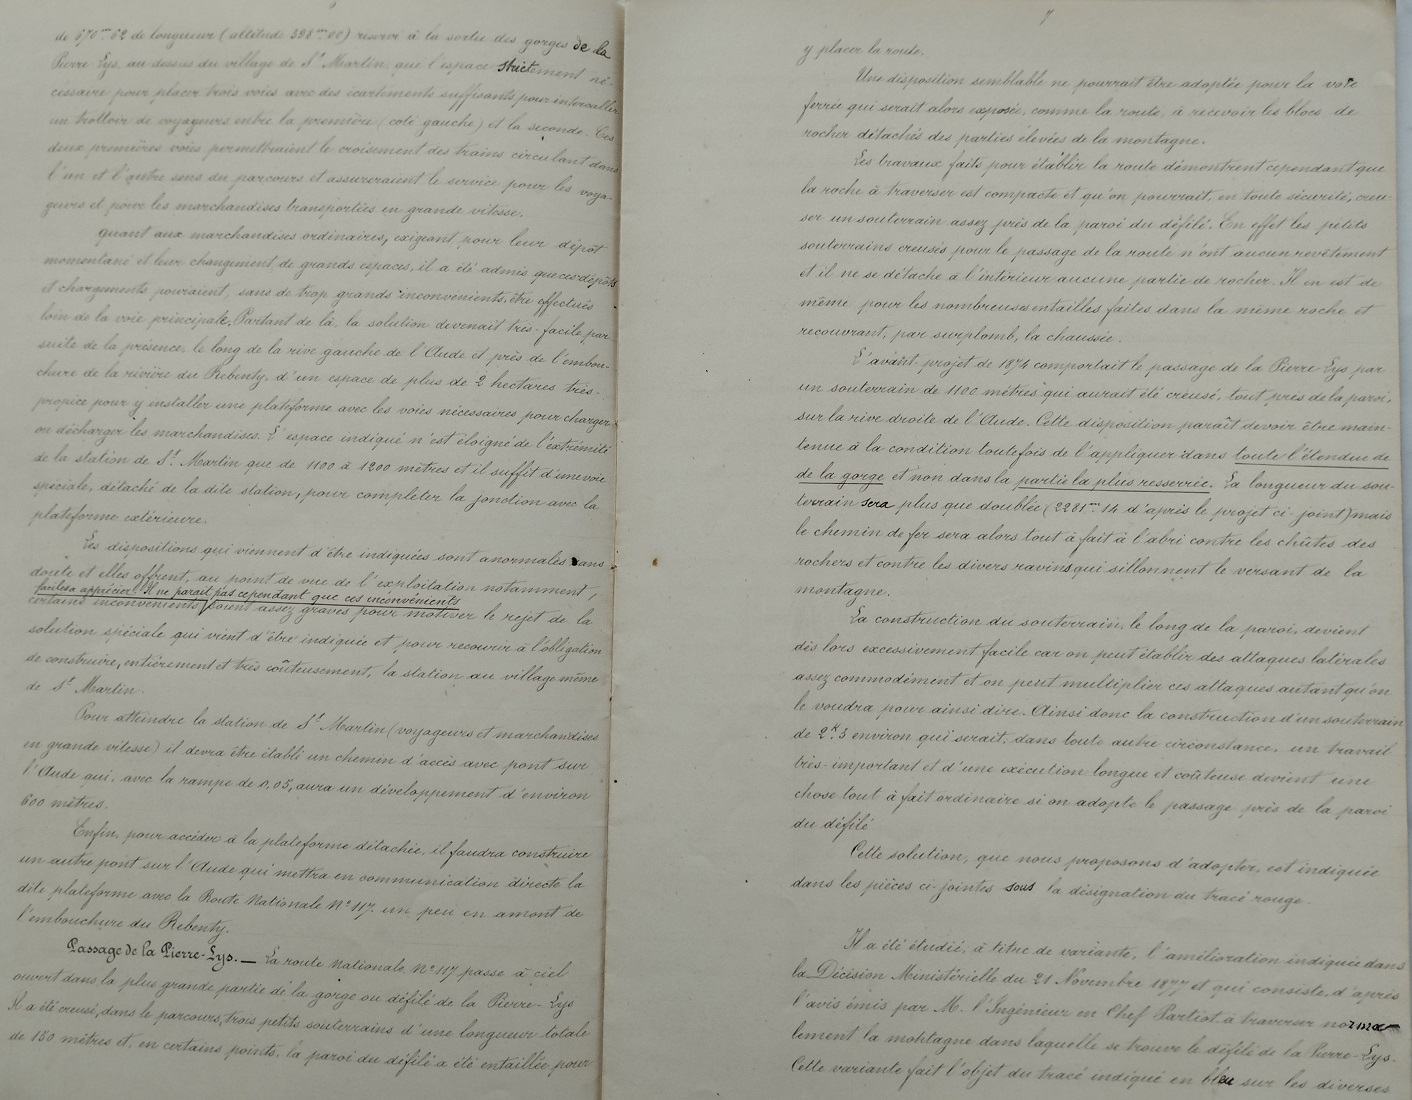 de 670ᵐ 62 de longueur (altitude 398ᵐ 00) reservé à la sortie des gorges de la
Pierre Lys, au dessus du village de Sᵗ Martin, que l'espace strictement né-
cessaire pour placer trois voies avec des écartements suffisants pour intercaller
un trottoir de voyageurs entre la première (coté gauche) et la seconde. Ces
deux premières voies permettraient le croisement des trains circulant dans
l'un et l'autre sens du parcours et assureraient le service pour les voya-
geurs et pour les marchandises transportées en grande vitesse.
quant aux marchandises ordinaires, exigeant pour leur dépôt
momentané et leur chargement, de grands espaces, il a été admis que ces dépôts
et chargements pouvaient, sans de trop grands inconvénients, être effectués
loin de la voie principale, Partant de là, la solution devenait très-facile par
suite de la présence, le long de la rive gauche de l'Aude et près de l'embou-
chure de la rivière du Rebenty, d'un espace de plus de 2 hectares très-
propice pour y installer une plateforme avec les voies nécessaires pour charger
ou décharger les marchandises. L'espace indiqué n'est éloigné de l'extrémité
de la station de Sᵗ. Martin que de 1100 à 1200 mètres et il suffit d'une voie
spéciale, détaché de la dite station, pour compléter la jonction avec la
plateforme extérieure.
Les dispositions qui viennent d'être indiquées sont anormales sans
doute et elles offrent, au point de vue de l'exploitation notamment,
faciles a apprécier. Il ne parait pas cependant que ces inconvénients
certains inconvénients soient assez graves pour motiver le rejet de la
solution spéciale qui vient d'être indiquée et pour recourir à l'obligation
de construire, entièrement et très coûteusement, la station au village même
de Sᵗ Martin.
Pour atteindre la station de Sᵗ Martin (voyageurs et marchandises
en grande vitesse) il devra être établi un chemin d'accès avec pont sur
l'Aude qui, avec la rampe de 0,05, aura un développement d'environ
600 mètres.
Enfin, pour accéder à la plateforme détachée, il faudra construire
un autre pont sur l'Aude qui mettra en communication directe la
dite plateforme avec la Route Nationale Nº 117, un peu en amont de
l'embouchure du Rebenty.
Passage de la Pierre-Lys. — La route Nationale Nº 117 passe à ciel
ouvert dans la plus grande partie de la gorge ou défilé de la Pierre-Lys
Il a été creusé, dans le parcours, trois petits souterrains d'une longueur totale
de 150 mètres et, en certains points, la paroi du défilé a été entaillée pour
7
y placer la route.
Une disposition semblable ne pourrait être adoptée pour la voie
ferrée qui serait alors exposée, comme la route, à recevoir les blocs de
rocher détachés des parties élevées de la montagne.
Les travaux faits pour établir la route démontrent cependant que
la roche à traverser est compacte et qu'on pourrait, en toute sécurité, creu-
ser un souterrain assez près de la paroi du défilé. En effet les petits
souterrains creusés pour le passage de la route n'ont aucun revêtement
et il ne se détache a l'intérieur aucune partie de rocher. Il en est de
même pour les nombreuses entailles faites dans la même roche et
recouvrant, par surplomb, la chaussée.
L'avant-projet de 1874 comportait le passage de la Pierre-Lys par
un souterrain de 1100 mètres qui aurait été creusé, tout près de la paroi,
sur la rive droite de l'Aude. Cette disposition paraît devoir être main-
tenue à la condition toutefois de l'appliquer dans toute l'étendue de
de la gorge et non dans la partie la plus resserrée. La longueur du sou-
terrain sera plus que doublée (2281ᵐ 14 d'après le projet ci-joint) mais
le chemin de fer sera alors tout à fait à l'abri contre les chûtes des
rochers et contre les divers ravins qui sillonnent le versant de la
montagne.
La construction du souterrain, le long de la paroi, devient
dès lors excessivement facile car on peut établir des attaques latérales
assez commodément et on peut multiplier ces attaques autant qu'on
le voudra pour ainsi dire. Ainsi donc la construction d'un souterrain
de 2ᵏ.3 environ qui serait, dans toute autre circonstance, un travail
très-important et d'une exécution longue et coûteuse devient une
chose tout à fait ordinaire si on adopte le passage près de la paroi
du défilé
Cette solution, que nous proposons d'adopter, est indiquée
dans les pièces ci-jointes sous la désignation du tracé rouge.
Il a été étudié, à titre de variante, l'amélioration indiquée dans
la Décision Ministérielle du 21 Novembre 1877 et qui consiste, d'après
l'avis émis par M. l'Ingénieur en Chef Partiot, à traverser norma-
lement la montagne dans laquelle se trouve le défilé de la Pierre-Lys.
Cette variante fait l'objet du tracé indiqué en bleu sur les diverses